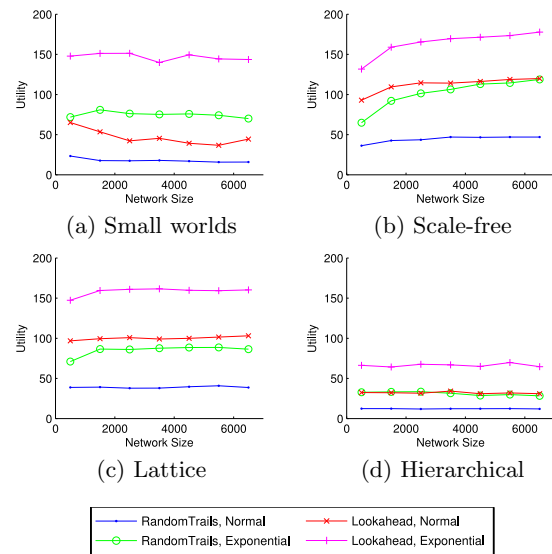 200
150
100
50
0
Utility
0 2000 4000 6000
Network Size
(a) Small worlds
200
150
100
50
0
Utility
0 2000 4000 6000
Network Size
(b) Scale-free
200
150
100
50
0
Utility
0 2000 4000 6000
Network Size
(c) Lattice
200
150
100
50
0
Utility
0 2000 4000 6000
Network Size
(d) Hierarchical
RandomTrails, Normal
RandomTrails, Exponential
Lookahead, Normal
Lookahead, Exponential